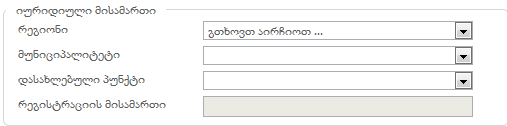 იურიდიული მისამართი
რეგიონი
გთხოვთ აირჩიოთ ...
მუნიციპალიტეტი
დასახლებული პუნქტი
რეგისტრაციის მისამართი